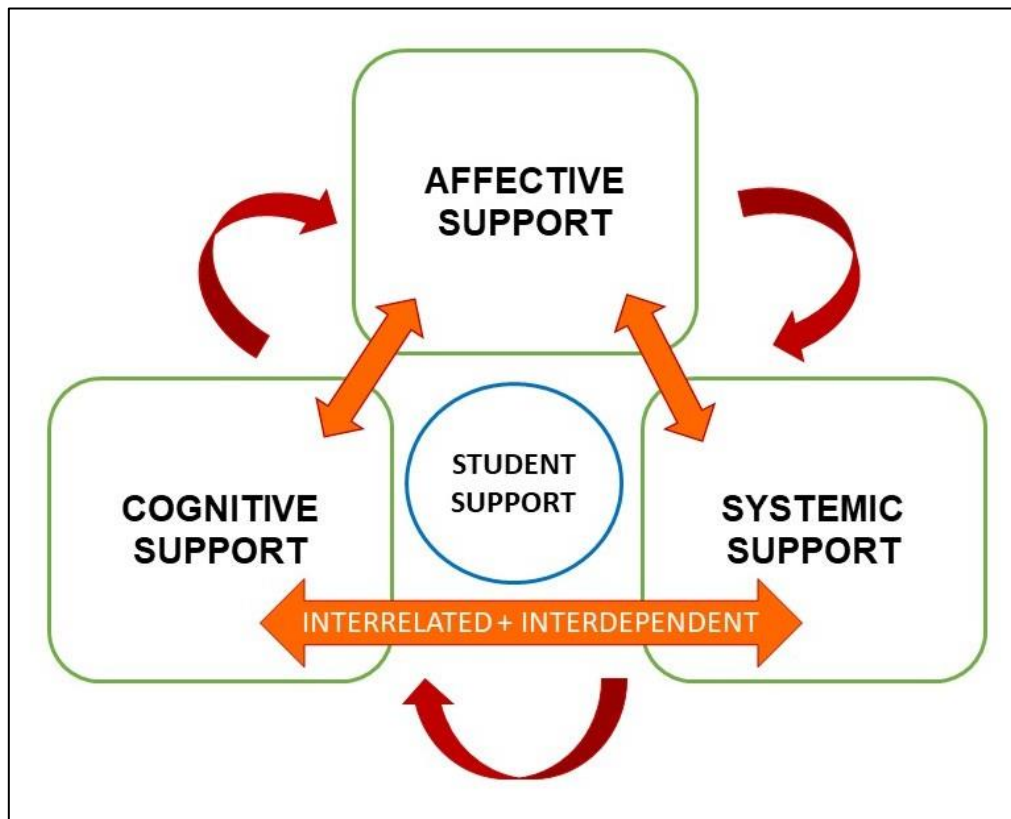 AFFECTIVE
SUPPORT
STUDENT
SUPPORT
COGNITIVE
SUPPORT
SYSTEMIC
SUPPORT
INTERRELATED + INTERDEPENDENT